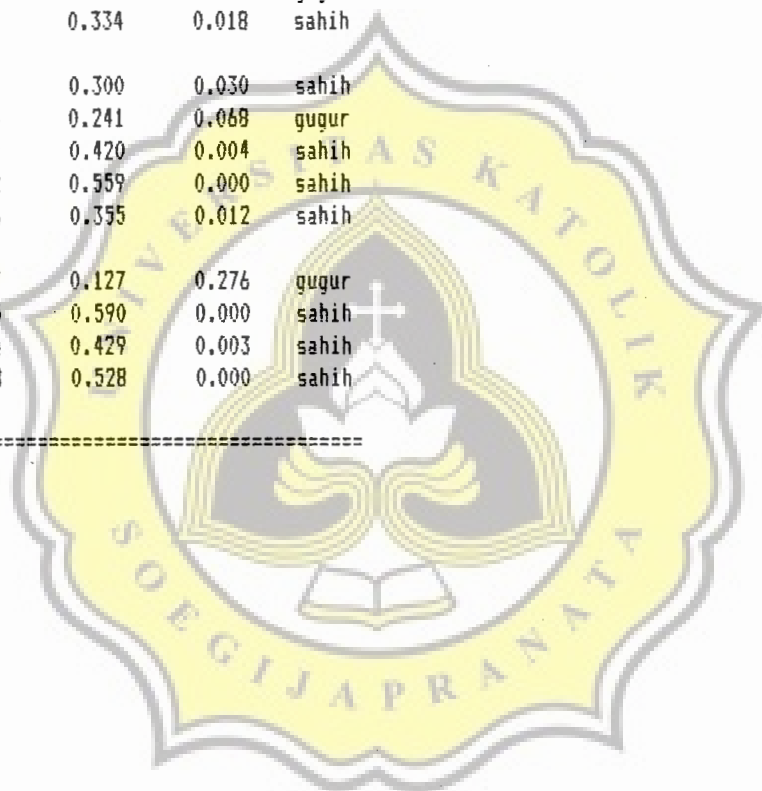 0.334 0.018 sahih
0.300 0.030 sahih
0.241 0.068 gugur
0.420 0.004 sahih
0.559 0.000 sahih
0.355 0.012 sahih
0.127 0.276 gugur
0.590 0.000 sahih
0.429 0.003 sahih
0.528 0.000 sahih
==================================
UNIVERSITAS KATOLIK
SOEGIJAPRANATA